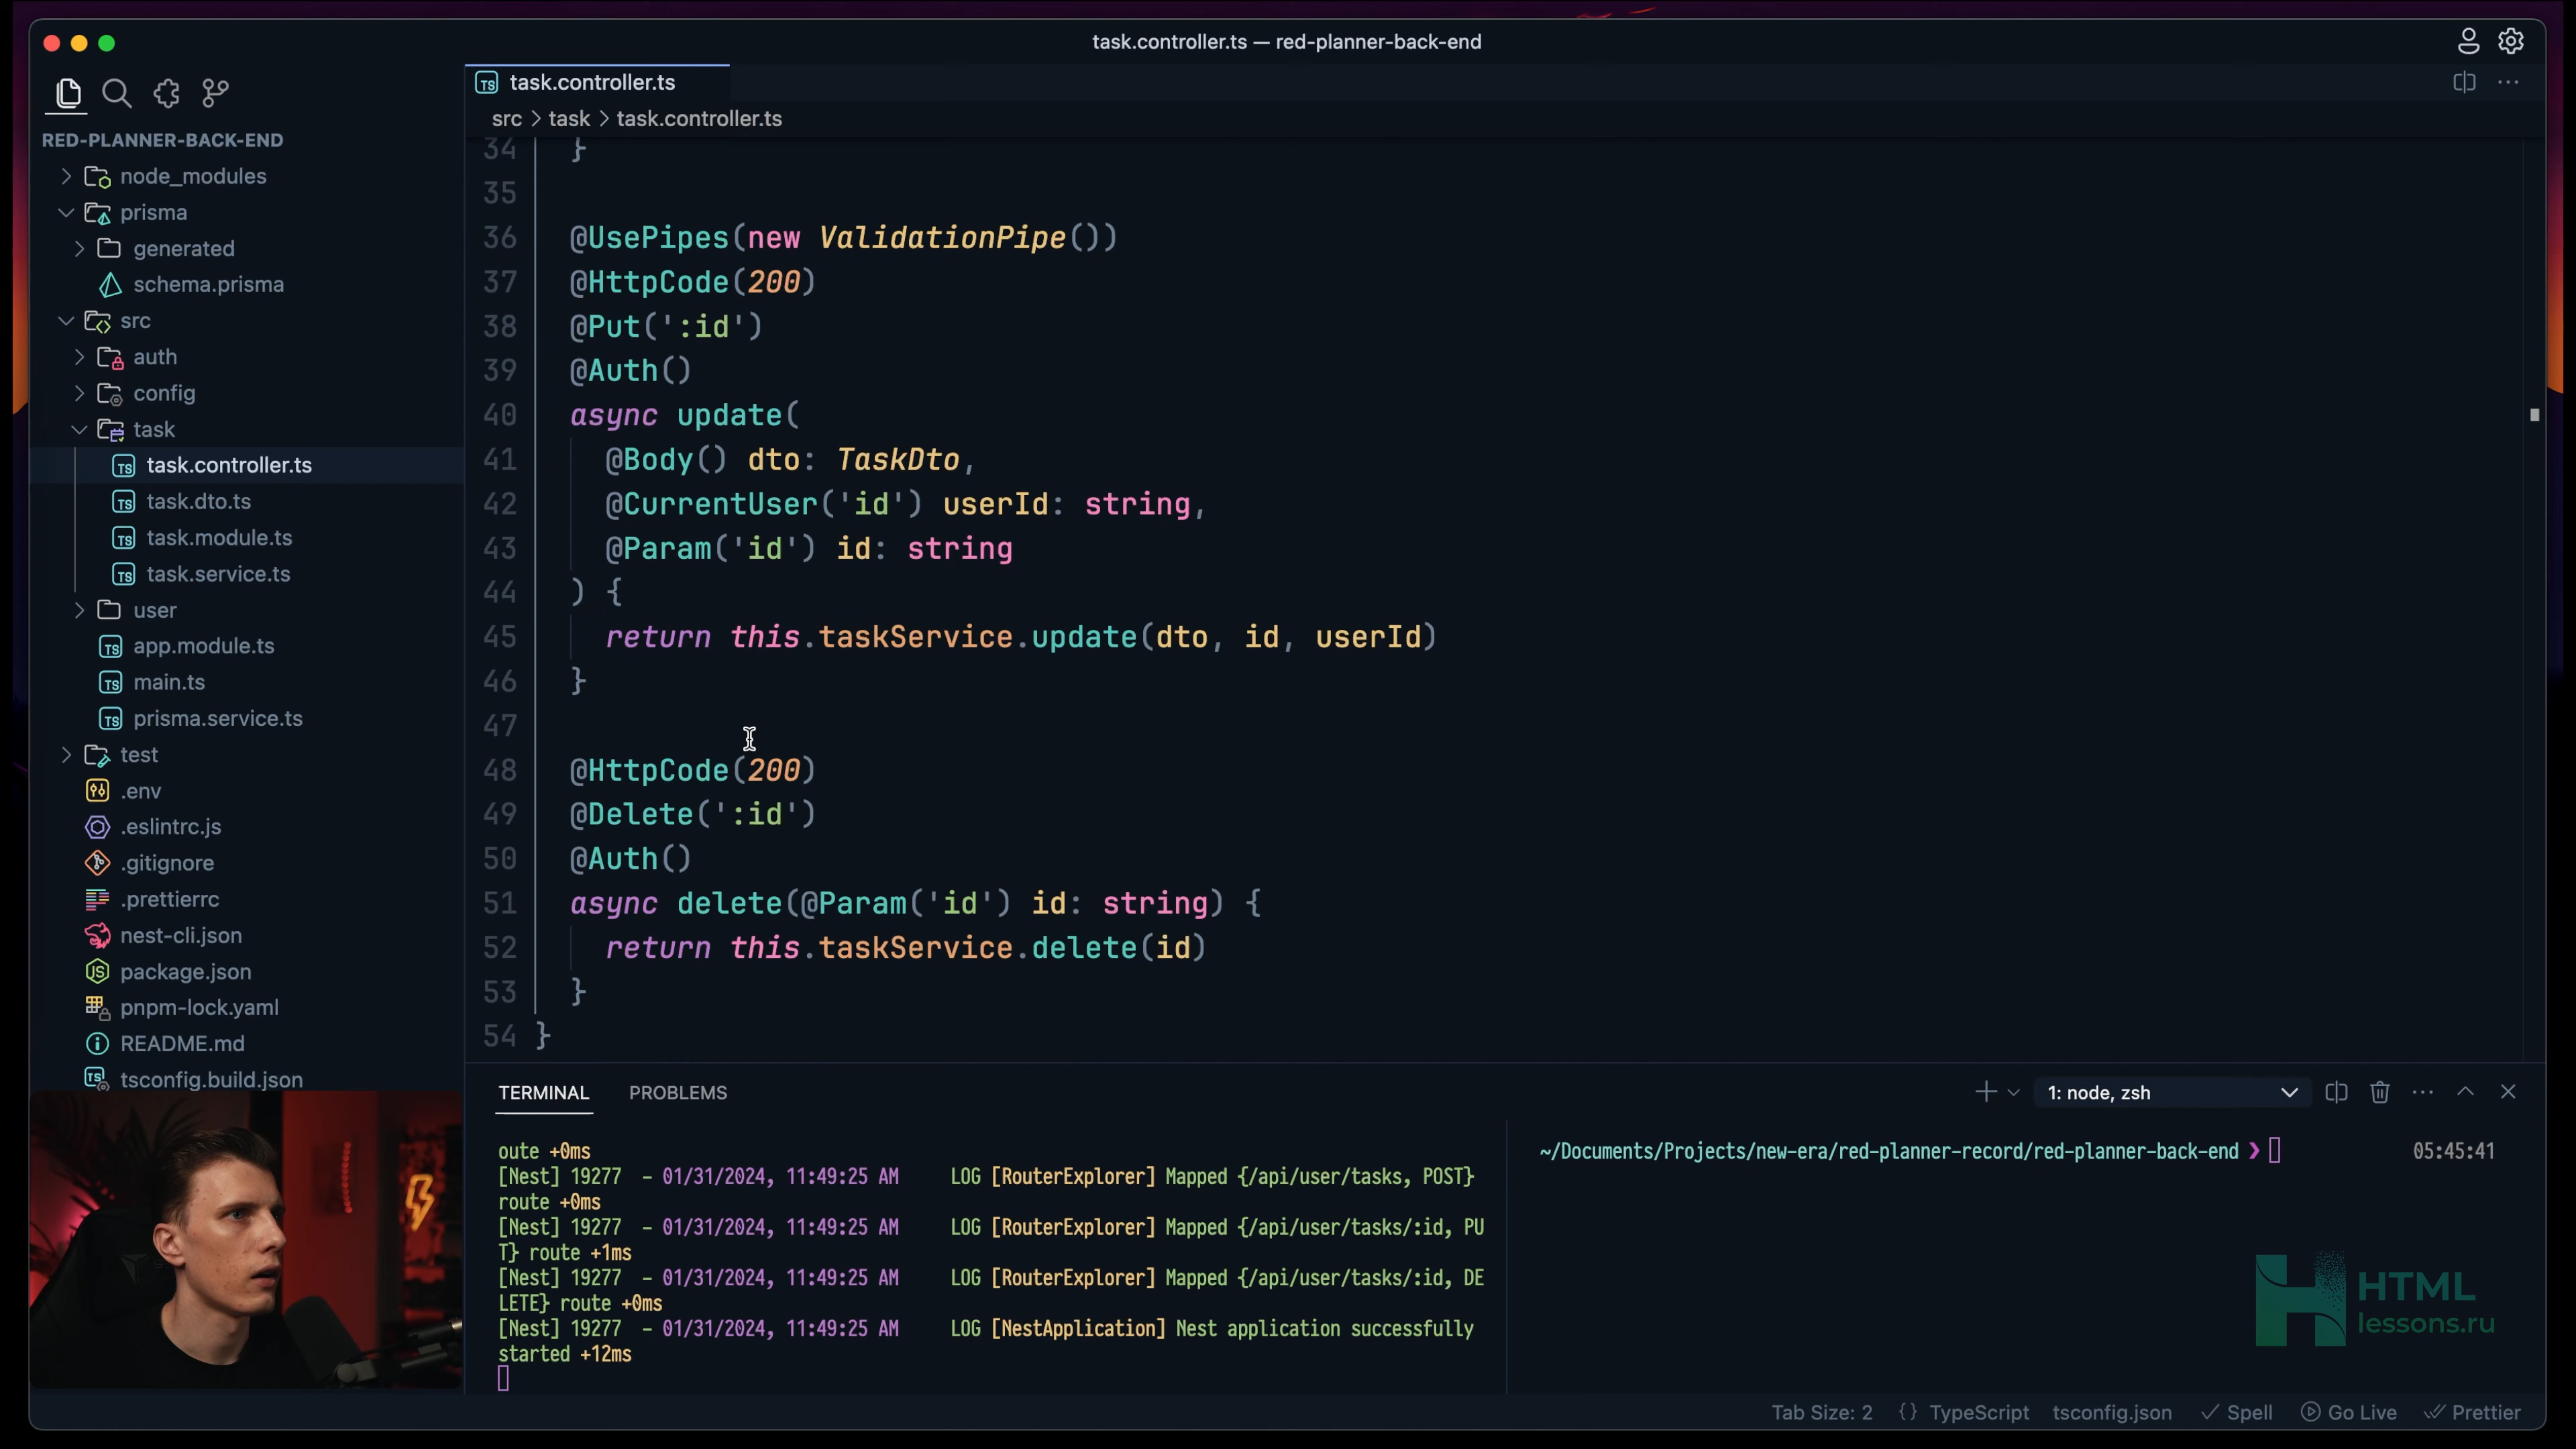 task.controller.ts — red-planner-back-end
task.controller.ts
src > task > task.controller.ts
RED-PLANNER-BACK-END
node_modules
prisma
generated
schema.prisma
src
auth
config
task
task.controller.ts
task.dto.ts
task.module.ts
task.service.ts
user
app.module.ts
main.ts
prisma.service.ts
test
.env
.eslintrc.js
.gitignore
.prettierrc
nest-cli.json
package.json
pnpm-lock.yaml
README.md
tsconfig.build.json
34 }
35
36 @UsePipes(new ValidationPipe())
37 @HttpCode(200)
38 @Put(':id')
39 @Auth()
40 async update(
41 @Body() dto: TaskDto,
42 @CurrentUser('id') userId: string,
43 @Param('id') id: string
44 ) {
45 return this.taskService.update(dto, id, userId)
46 }
47
48 @HttpCode(200)
49 @Delete(':id')
50 @Auth()
51 async delete(@Param('id') id: string) {
52 return this.taskService.delete(id)
53 }
54 }
TERMINAL PROBLEMS
1: node, zsh
oute +0ms
[Nest] 19277 - 01/31/2024, 11:49:25 AM LOG [RouterExplorer] Mapped {/api/user/tasks, POST}
route +0ms
[Nest] 19277 - 01/31/2024, 11:49:25 AM LOG [RouterExplorer] Mapped {/api/user/tasks/:id, PU
T} route +1ms
[Nest] 19277 - 01/31/2024, 11:49:25 AM LOG [RouterExplorer] Mapped {/api/user/tasks/:id, DE
LETE} route +0ms
[Nest] 19277 - 01/31/2024, 11:49:25 AM LOG [NestApplication] Nest application successfully
started +12ms
~/Documents/Projects/new-era/red-planner-record/red-planner-back-end ❯ 05:45:41
HTML
lessons.ru
Tab Size: 2 {} TypeScript tsconfig.json ✓ Spell Go Live Prettier